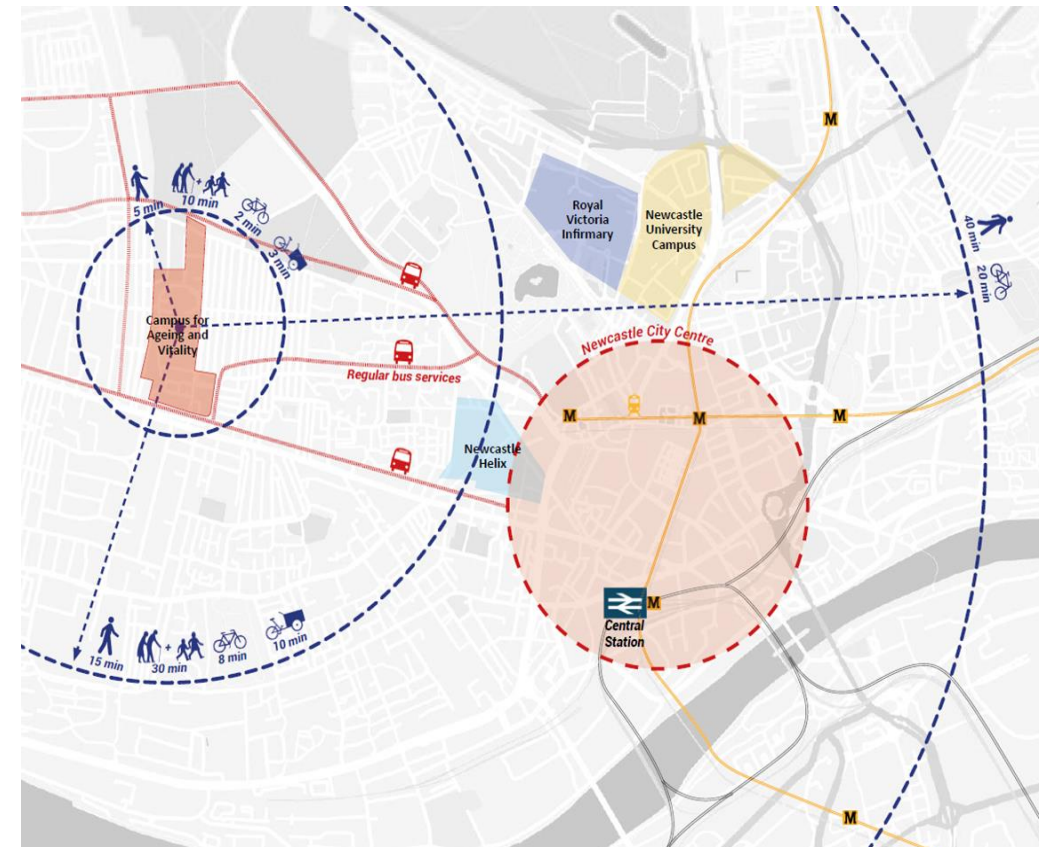 M
5 min
+
10 min
2 min
3 min
Royal
Victoria
Infirmary
Newcastle
University
Campus
40 min
20 min
Campus for
Ageing and
Vitality
Newcastle City Centre
Regular bus services
M
M
M
Newcastle
Helix
M
Central
Station
15 min
+
30 min
8 min
10 min
M